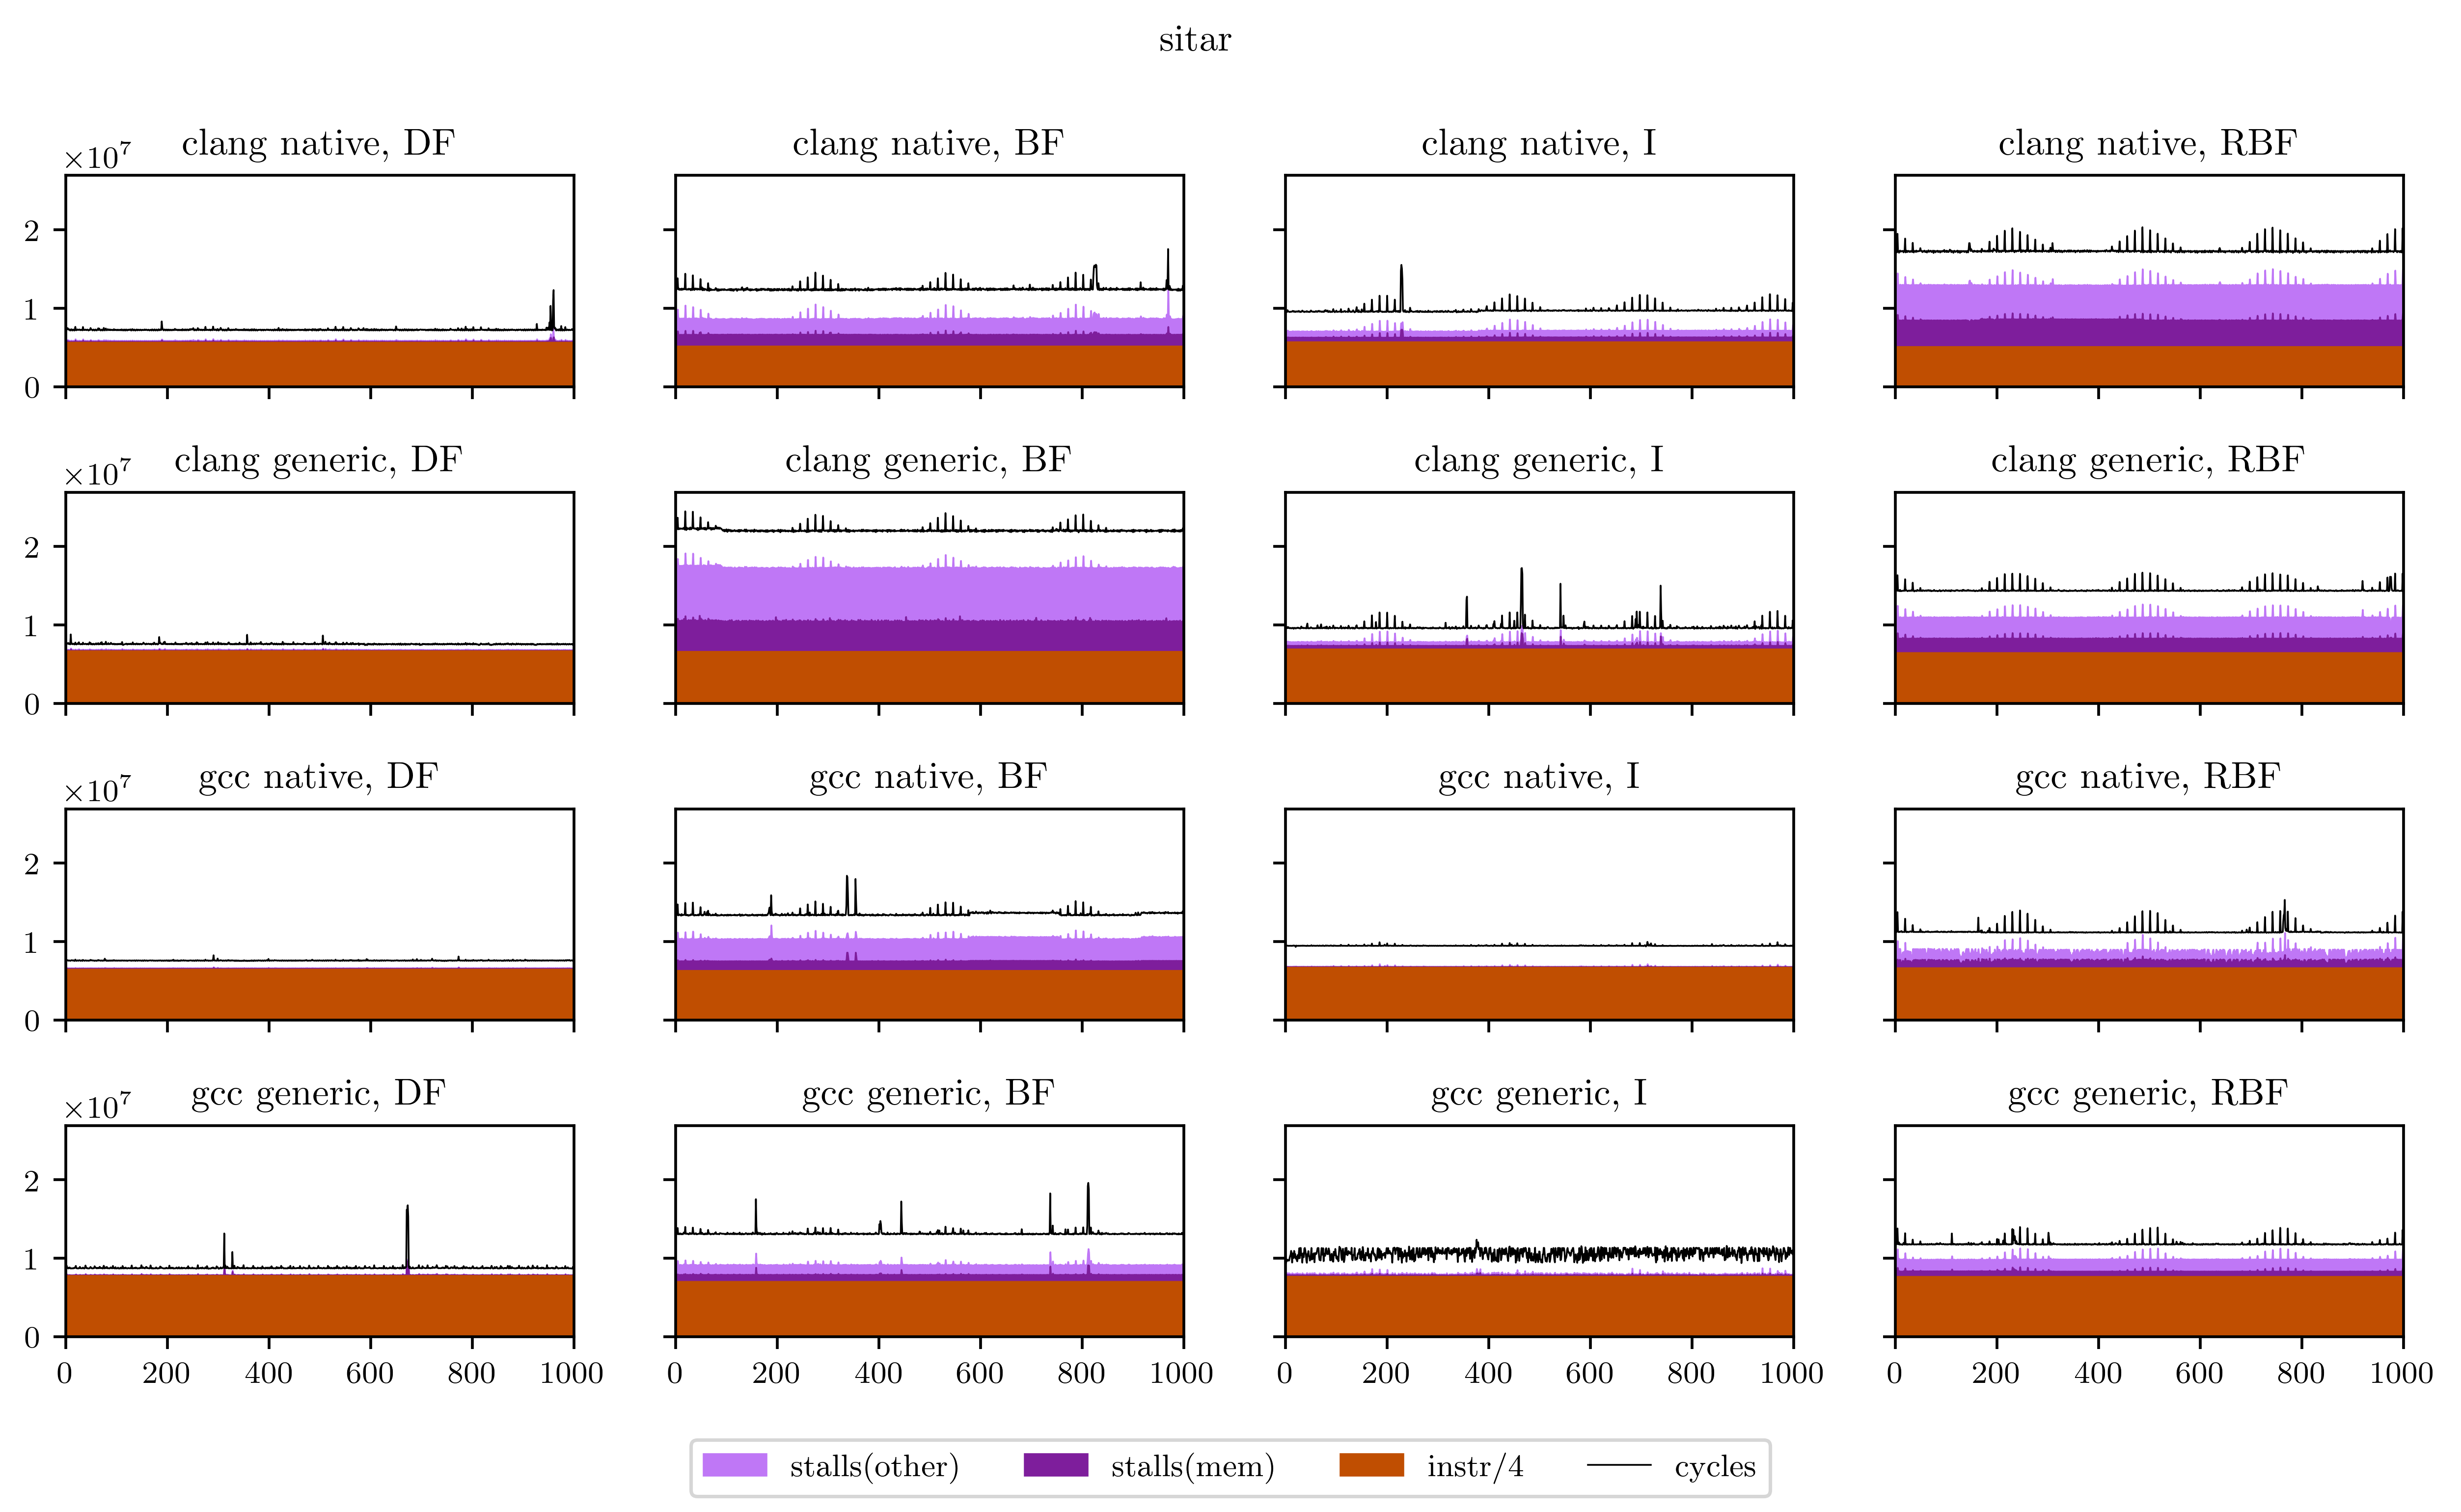 sitar
clang native, DF
clang native, BF
clang native, I
clang native, RBF
×10⁷
2
1
0
clang generic, DF
clang generic, BF
clang generic, I
clang generic, RBF
×10⁷
2
1
0
gcc native, DF
gcc native, BF
gcc native, I
gcc native, RBF
×10⁷
2
1
0
gcc generic, DF
gcc generic, BF
gcc generic, I
gcc generic, RBF
×10⁷
2
1
0
0 200 400 600 800 1000
0 200 400 600 800 1000
0 200 400 600 800 1000
0 200 400 600 800 1000
stalls(other) stalls(mem) instr/4 cycles